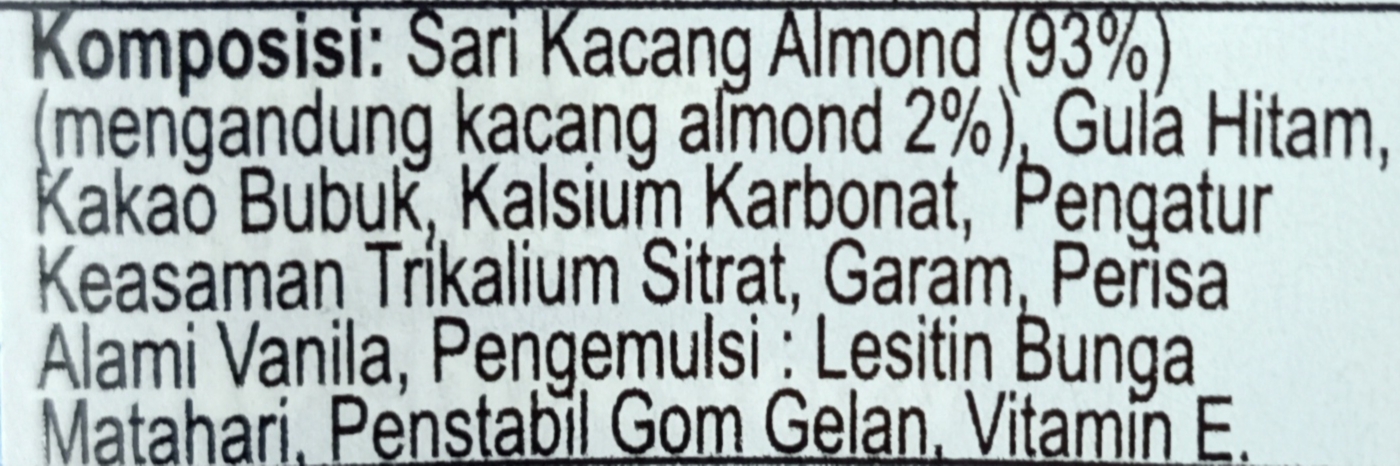 Komposisi: Sari Kacang Almond (93%)
(mengandung kacang almond 2%), Gula Hitam,
Kakao Bubuk, Kalsium Karbonat, Pengatur
Keasaman Trikalium Sitrat, Garam, Perisa
Alami Vanila, Pengemulsi : Lesitin Bunga
Matahari, Penstabil Gom Gelan, Vitamin E.